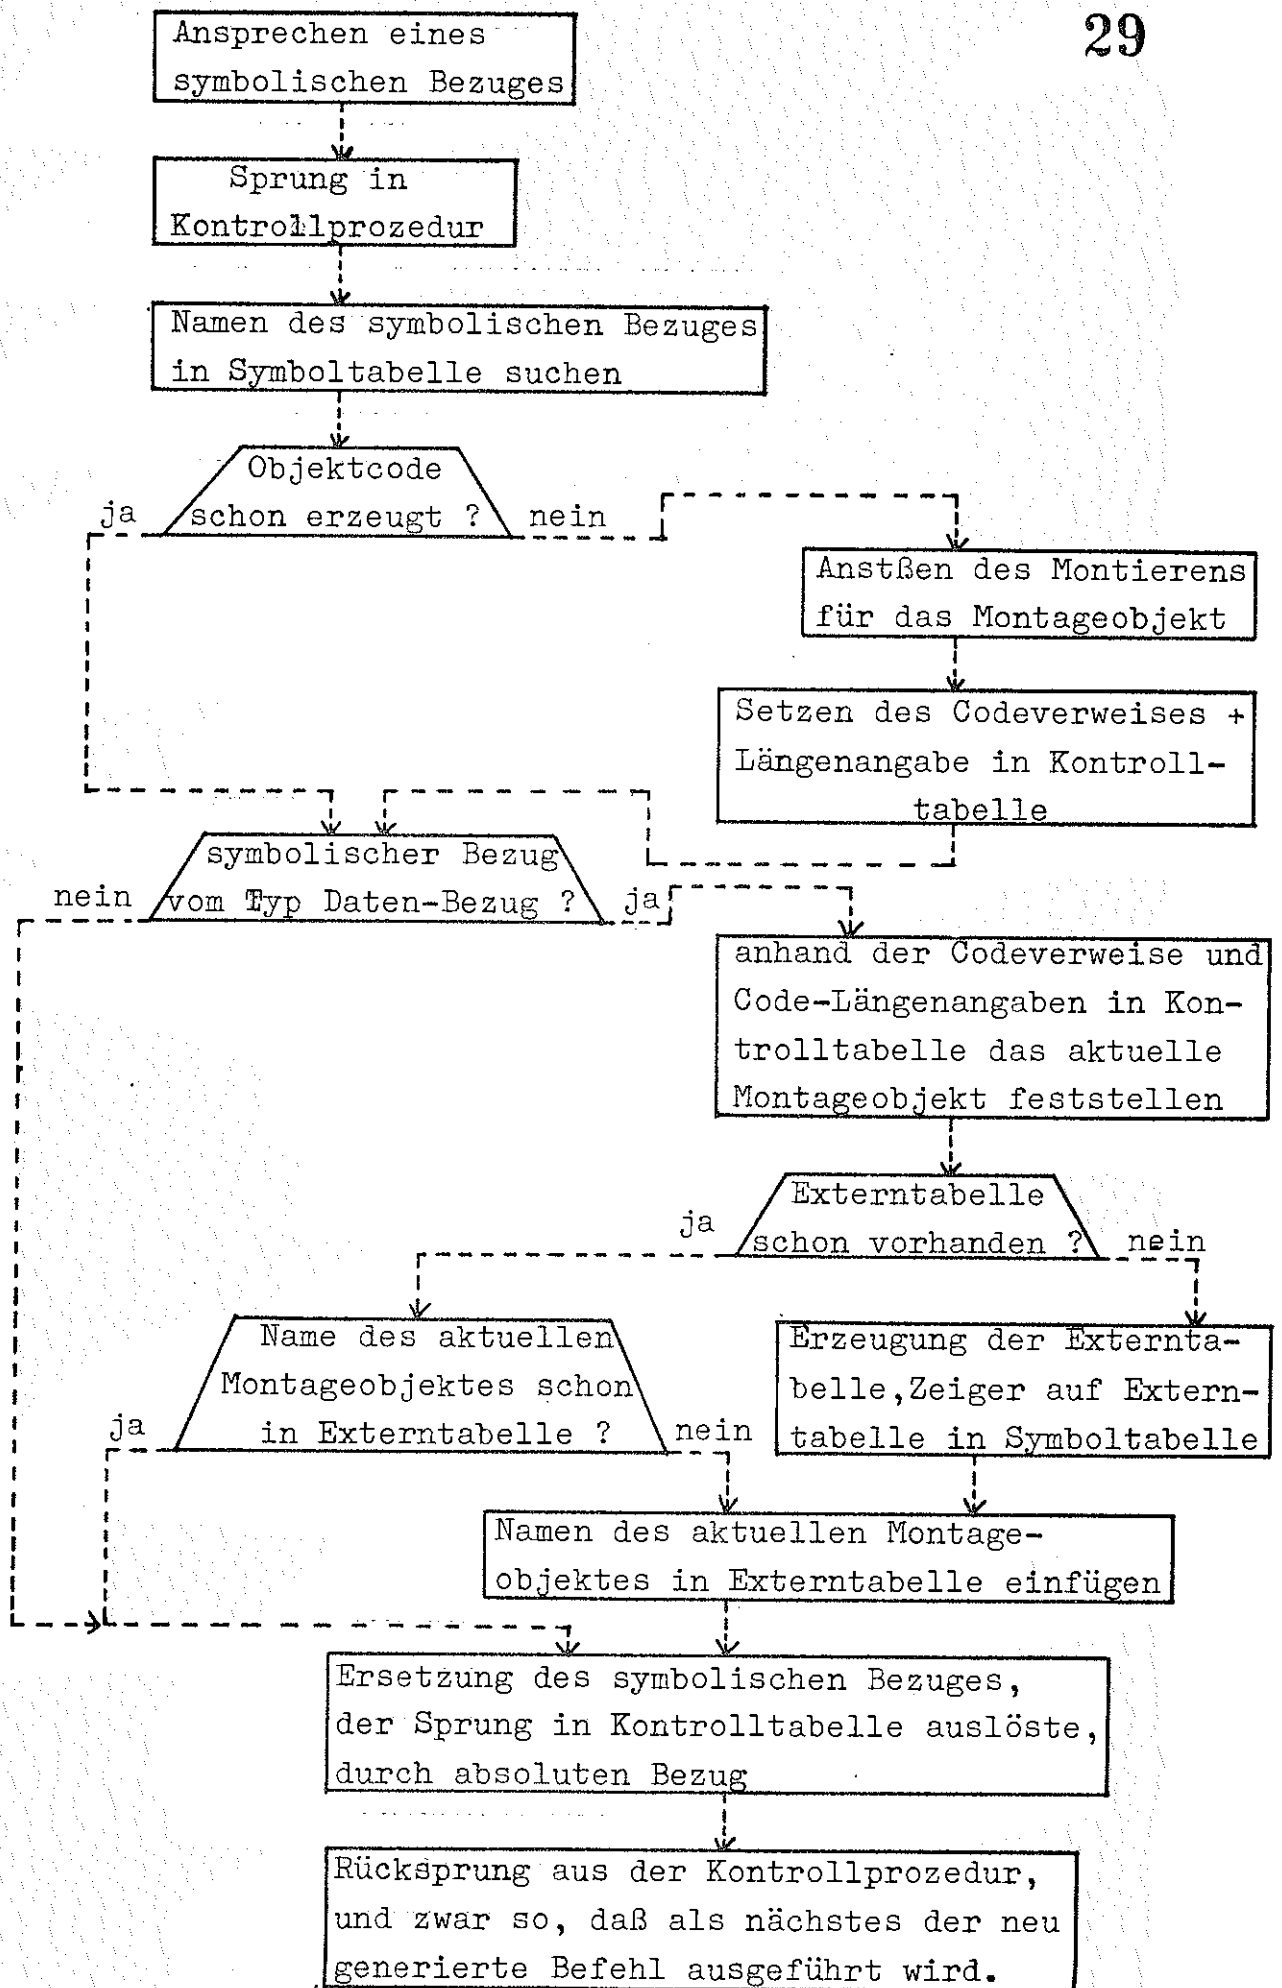 29
Ansprechen eines
symbolischen Bezuges
Sprung in
Kontrollprozedur
Namen des symbolischen Bezuges
in Symboltabelle suchen
Objektcode
schon erzeugt ?
ja
nein
Anstßen des Montierens
für das Montageobjekt
Setzen des Codeverweises +
Längenangabe in Kontroll-
tabelle
symbolischer Bezug
vom Typ Daten-Bezug ?
nein
ja
anhand der Codeverweise und
Code-Längenangaben in Kon-
trolltabelle das aktuelle
Montageobjekt feststellen
Externtabelle
schon vorhanden ?
ja
nein
Name des aktuellen
Montageobjektes schon
in Externtabelle ?
ja
nein
Erzeugung der Externta-
belle,Zeiger auf Extern-
tabelle in Symboltabelle
Namen des aktuellen Montage-
objektes in Externtabelle einfügen
Ersetzung des symbolischen Bezuges,
der Sprung in Kontrolltabelle auslöste,
durch absoluten Bezug
Rücksprung aus der Kontrollprozedur,
und zwar so, daß als nächstes der neu
generierte Befehl ausgeführt wird.